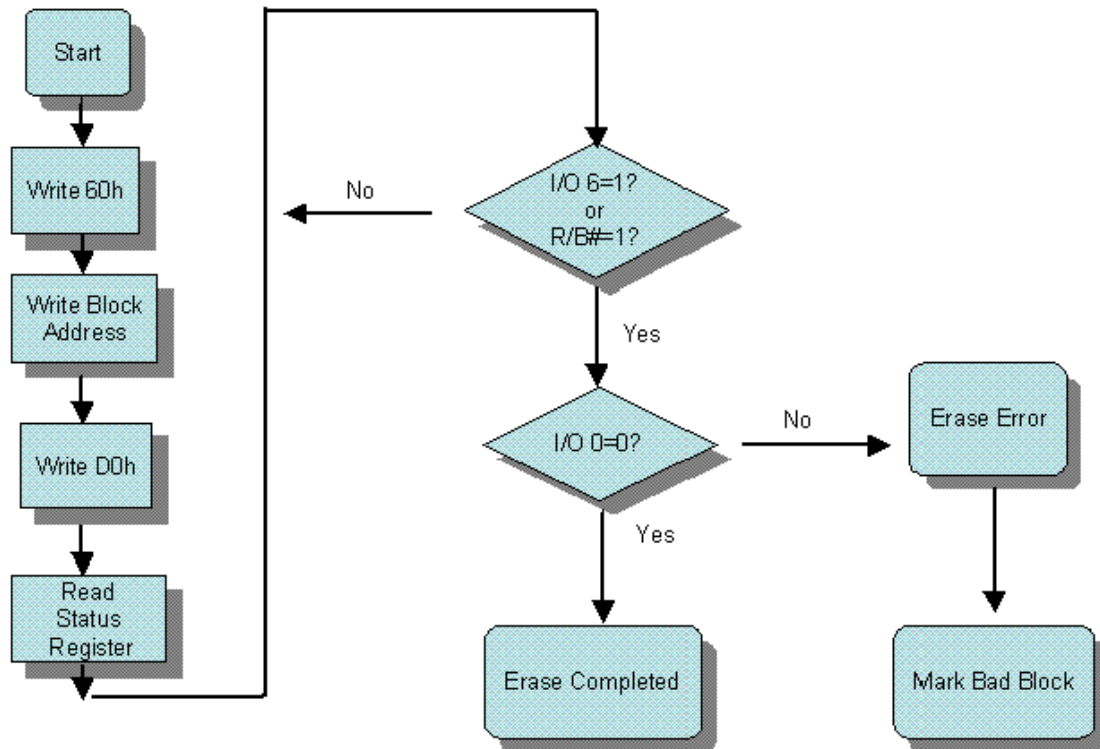 Start
Write 60h
Write Block
Address
Write D0h
Read
Status
Register
No
I/O 6=1?
or
R/B#=1?
Yes
I/O 0=0?
No
Erase Error
Yes
Erase Completed
Mark Bad Block